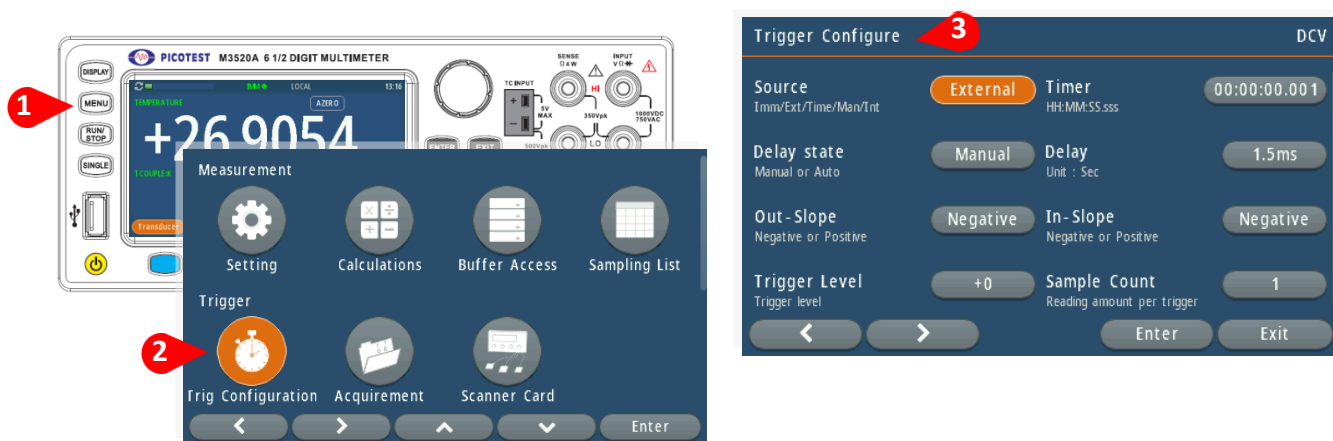 PICOTEST M3520A 6 1/2 DIGIT MULTIMETER
DISPLAY
MENU
RUN/
STOP
SINGLE
1
IMM
LOCAL
13:16
TEMPERATURE
AZERO
+26.9054
TCOUPLE:K
Transducer
ENTER
EXIT
TC INPUT
+
−
5V
MAX
500Vpk
SENSE
Ω 4 W
INPUT
V Ω
HI
350Vpk
1000VDC
750VAC
LO
Measurement
Setting
Calculations
Buffer Access
Sampling List
Trigger
2
Trig Configuration
Acquirement
Scanner Card
Enter
Trigger Configure
3
DCV
Source
Imm/Ext/Time/Man/Int
External
Timer
HH:MM:SS.sss
00:00:00.001
Delay state
Manual or Auto
Manual
Delay
Unit : Sec
1.5ms
Out-Slope
Negative or Positive
Negative
In-Slope
Negative or Positive
Negative
Trigger Level
Trigger level
+0
Sample Count
Reading amount per trigger
1
Enter
Exit